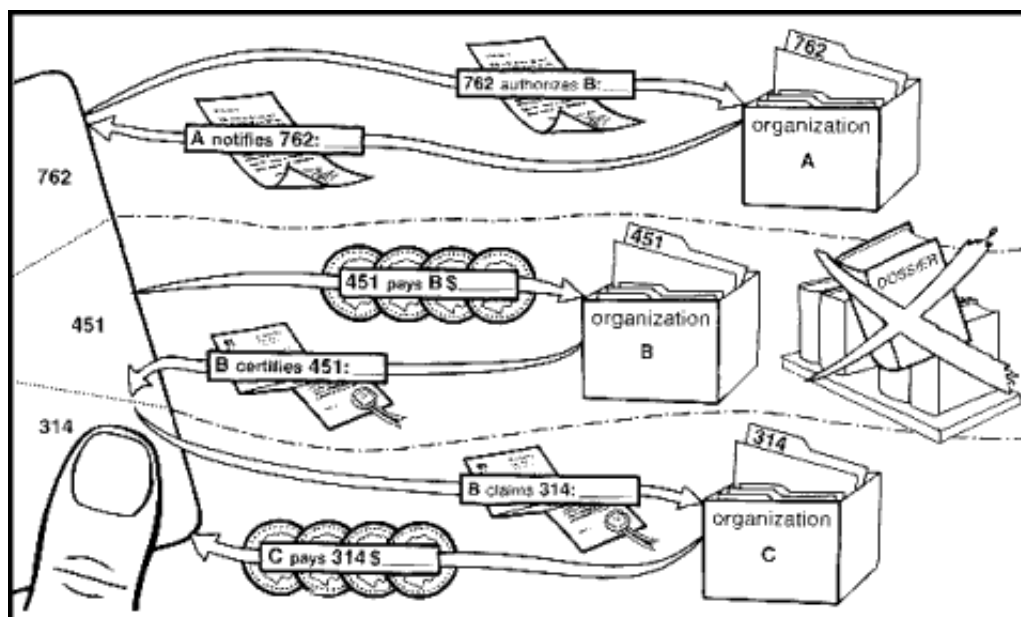 762
762 authorizes B:
organization
A
A notifies 762:
762
451
451 pays B $
organization
B
DOSSIER
451
B certifies 451:
314
314
B claims 314:
organization
C
C pays 314 $